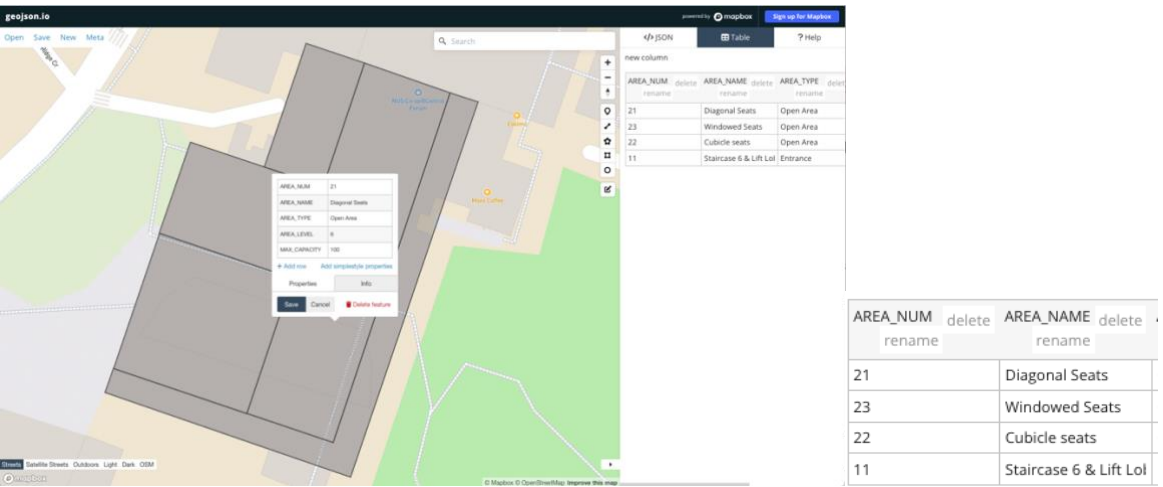 geojson.io
powered by mapbox Sign up for Mapbox
Open Save New Meta
Search
</> JSON Table ? Help
new column
AREA_NUM delete AREA_NAME delete AREA_TYPE delet
rename rename rename
21 Diagonal Seats Open Area
23 Windowed Seats Open Area
22 Cubicle seats Open Area
11 Staircase 6 & Lift Lol Entrance
AREA_NUM 21
AREA_NAME Diagonal Seats
AREA_TYPE Open Area
AREA_LEVEL 6
MAX_CAPACITY 100
+ Add row Add simplestyle properties
Properties Info
Save Cancel Delete feature
Streets Satellite Streets Outdoors Light Dark OSM
mapbox
© Mapbox © OpenStreetMap Improve this map
AREA_NUM delete AREA_NAME delete
rename rename
21 Diagonal Seats
23 Windowed Seats
22 Cubicle seats
11 Staircase 6 & Lift Lol